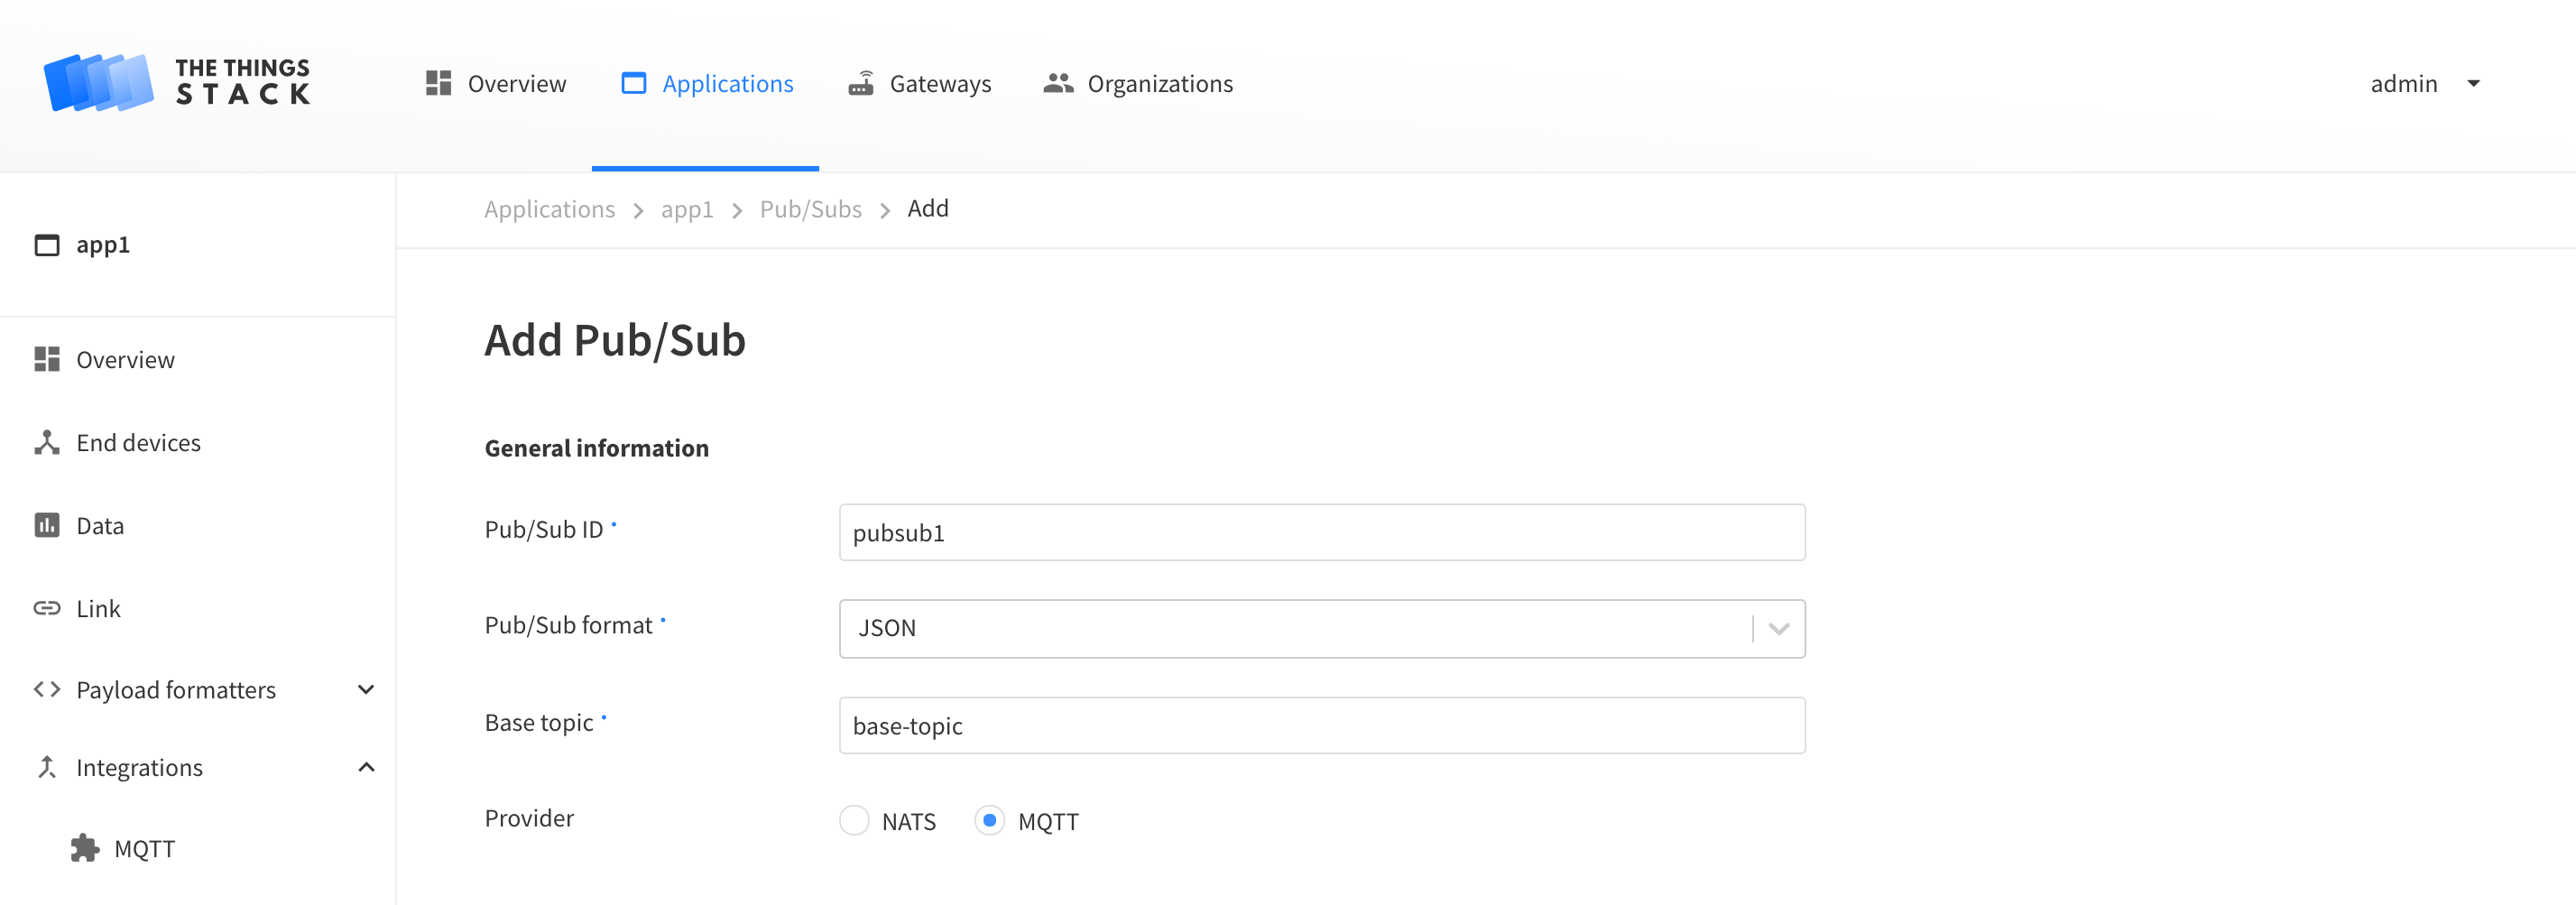 THE THINGS
STACK
Overview
Applications
Gateways
Organizations
admin
app1
Overview
End devices
Data
Link
Payload formatters
Integrations
MQTT
Applications > app1 > Pub/Subs > Add
Add Pub/Sub
General information
Pub/Sub ID
pubsub1
Pub/Sub format
JSON
Base topic
base-topic
Provider
NATS
MQTT